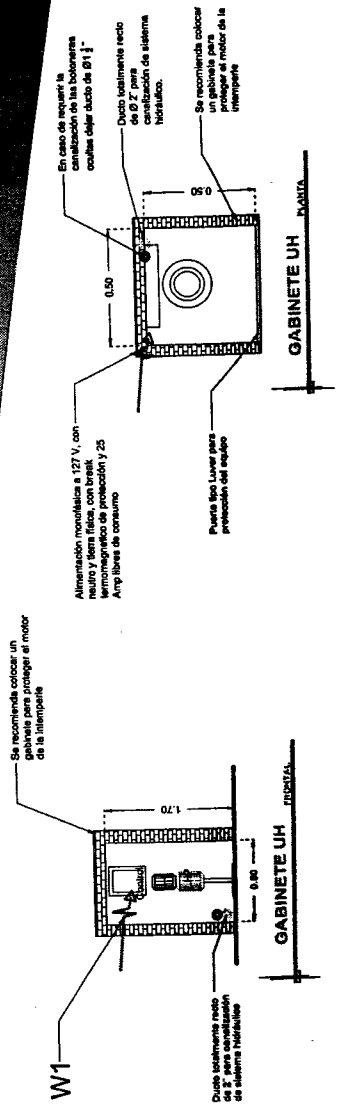 W1
Se recomienda colocar un
gabinete para proteger el motor
de la intemperie
1.70
Control
0.80
Ducto totalmente recto
de 2" para canalización
de sistema hidráulico
GABINETE UH
FRONTAL
Alimentación monofásica a 127 V, con
neutro y tierra física, con break
termomagnetico de protección y 25
Amp libres de consumo
En caso de requerir la
canalización de las botoneras
ocultas dejar ducto de Ø1 ½"
Ducto totalmente recto
de Ø 2" para
canalización de sistema
hidráulico.
Se recomienda colocar
un gabinete para
proteger el motor de la
intemperie
0.50
0.50
Puerta tipo Luver para
protección del equipo
GABINETE UH
PLANTA